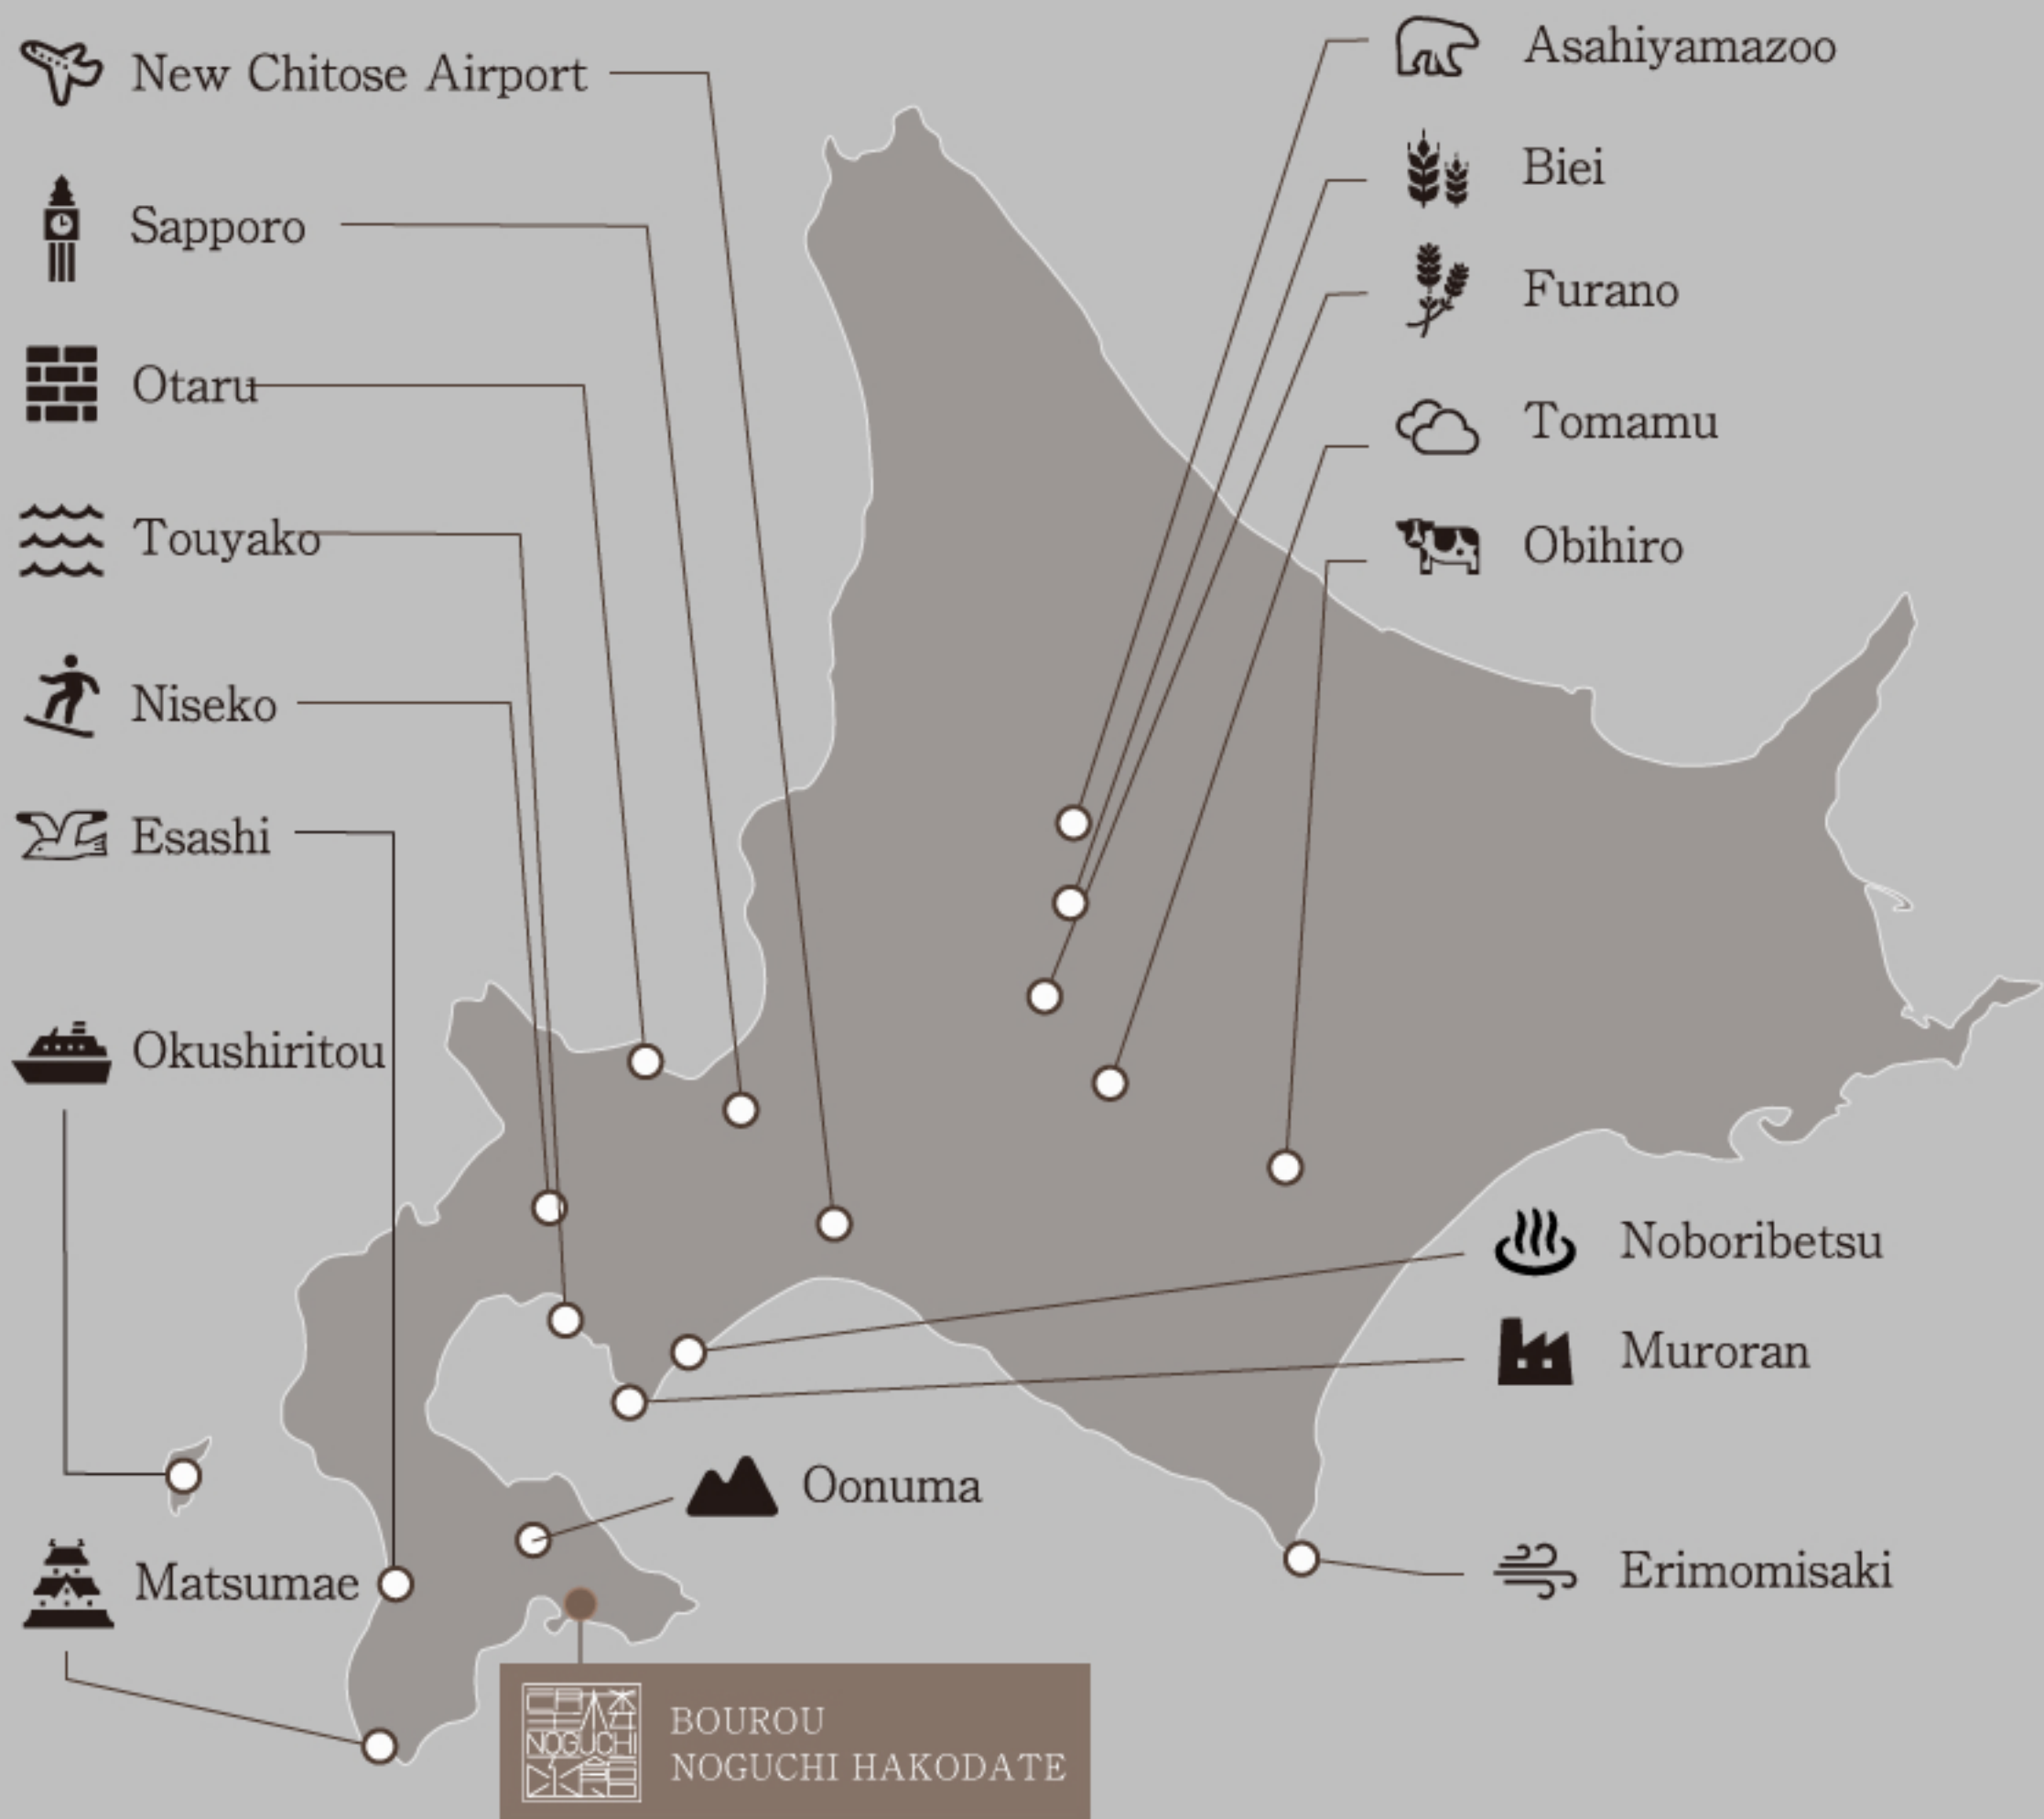 New Chitose Airport
Sapporo
Otaru
Touyako
Niseko
Esashi
Okushiritou
Matsumae
Asahiyamazoo
Biei
Furano
Tomamu
Obihiro
Noboribetsu
Muroran
Oonuma
Erimomisaki
NOGUCHI
BOUROU
NOGUCHI HAKODATE